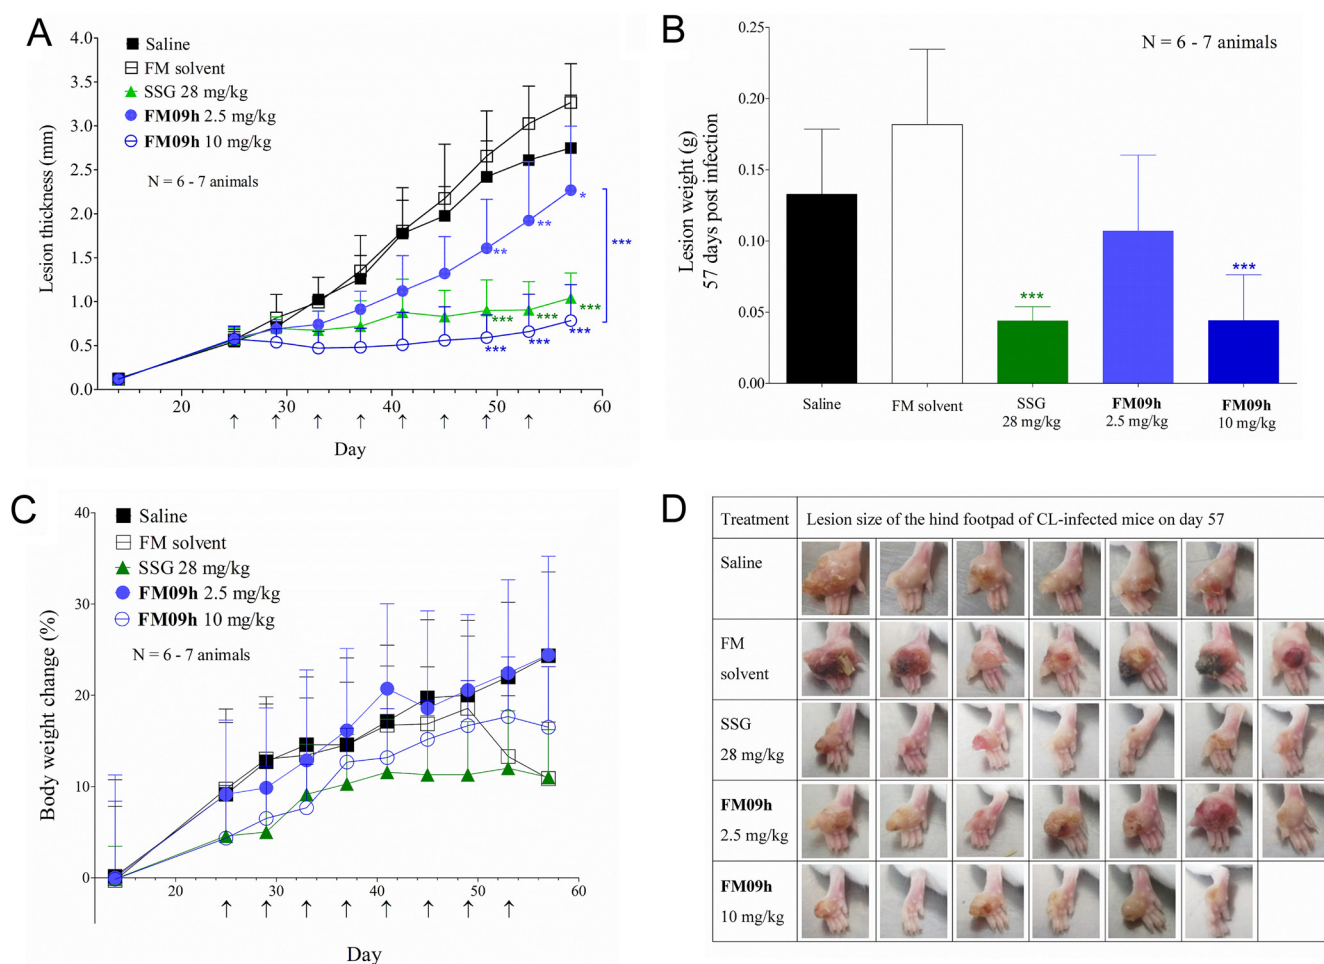 A
4.0
3.5
3.0
2.5
2.0
1.5
1.0
0.5
0.0
Lesion thickness (mm)
Saline
FM solvent
SSG 28 mg/kg
FM09h 2.5 mg/kg
FM09h 10 mg/kg
N = 6 - 7 animals
*
**
**
***
***
***
***
***
***
***
20
30
40
50
60
↑ ↑ ↑ ↑ ↑ ↑ ↑ ↑
Day
B
0.25
0.20
0.15
0.10
0.05
0.00
Lesion weight (g)
57 days post infection
N = 6 - 7 animals
***
***
Saline
FM solvent
SSG
28 mg/kg
FM09h
2.5 mg/kg
FM09h
10 mg/kg
C
40
30
20
10
0
Body weight change (%)
Saline
FM solvent
SSG 28 mg/kg
FM09h 2.5 mg/kg
FM09h 10 mg/kg
N = 6 - 7 animals
20
30
40
50
60
↑ ↑ ↑ ↑ ↑ ↑ ↑ ↑
Day
D
Treatment
Lesion size of the hind footpad of CL-infected mice on day 57
Saline
FM
solvent
SSG
28 mg/kg
FM09h
2.5 mg/kg
FM09h
10 mg/kg